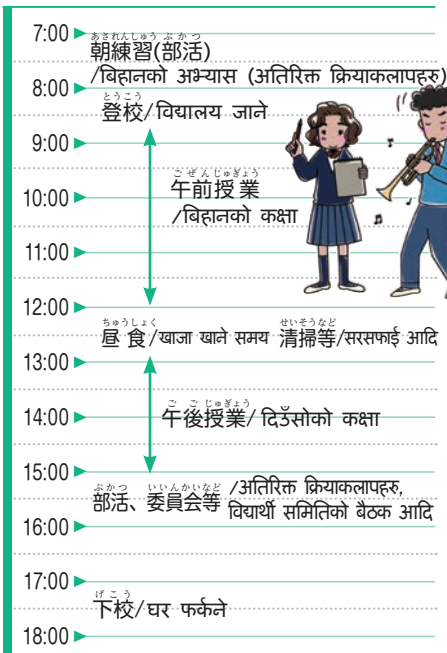 7:00
あされんしゅう ぶかつ
朝練習(部活)
/बिहानको अभ्यास (अतिरिक्त क्रियाकलापहरु)
8:00
とうこう
登校/विद्यालय जाने
9:00
ごぜんじゅぎょう
10:00 午前授業
/बिहानको कक्षा
11:00
12:00
ちゅうしょく せいそうなど
昼食/खाजा खाने समय 清掃等/सरसफाई आदि
13:00
ごごじゅぎょう
14:00 午後授業/दिउँसोको कक्षा
15:00
ぶかつ いいんかいなど
部活、委員会等 /अतिरिक्त क्रियाकलापहरु,
विद्यार्थी समितिको बैठक आदि
16:00
17:00
げこう
下校/घर फर्कने
18:00